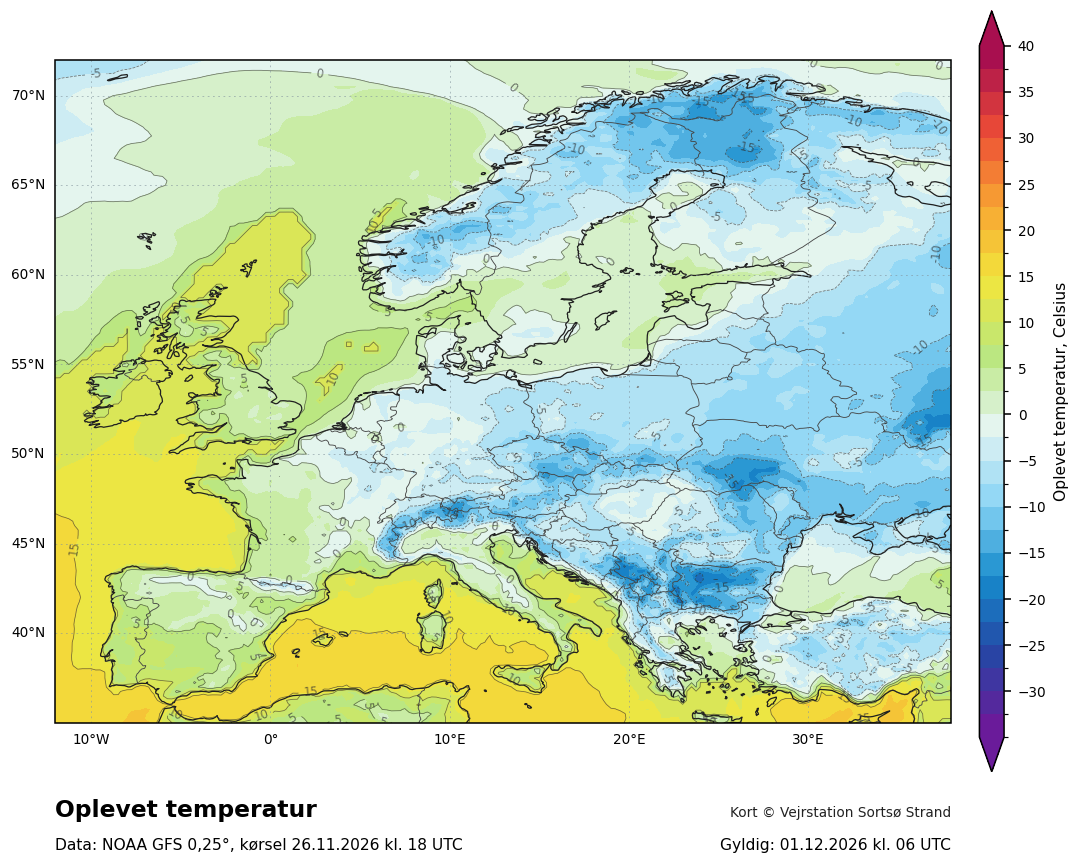 70°N
65°N
60°N
55°N
50°N
45°N
40°N
10°W
0°
10°E
20°E
30°E
40
35
30
25
20
15
10
5
0
−5
−10
−15
−20
−25
−30
Oplevet temperatur, Celsius
Oplevet temperatur
Kort © Vejrstation Sortsø Strand
Data: NOAA GFS 0,25°, kørsel 26.11.2026 kl. 18 UTC
Gyldig: 01.12.2026 kl. 06 UTC